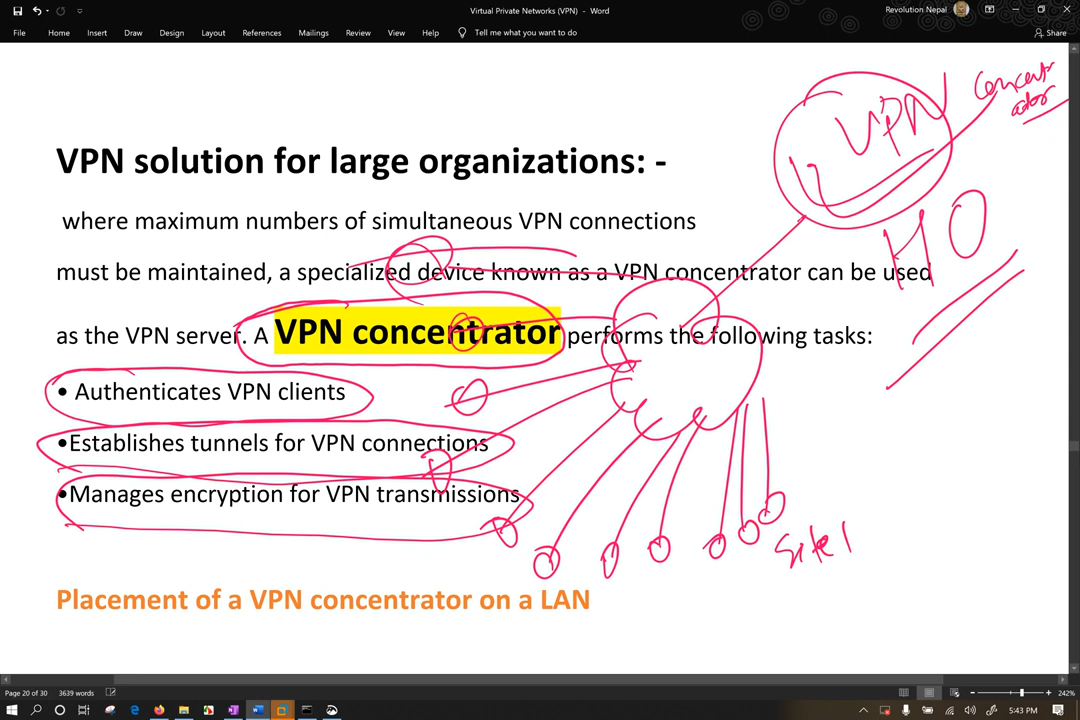 Virtual Private Networks (VPN) - Word
Revolution Nepal
File Home Insert Draw Design Layout References Mailings Review View Help Tell me what you want to do
Share
VPN
Concentrator
VPN solution for large organizations: -
where maximum numbers of simultaneous VPN connections
HO
must be maintained, a specialized device known as a VPN concentrator can be used
as the VPN server. A VPN concentrator performs the following tasks:
• Authenticates VPN clients
•Establishes tunnels for VPN connections
•Manages encryption for VPN transmissions
Site 1
Placement of a VPN concentrator on a LAN
Page 20 of 30 3639 words
242%
5:43 PM